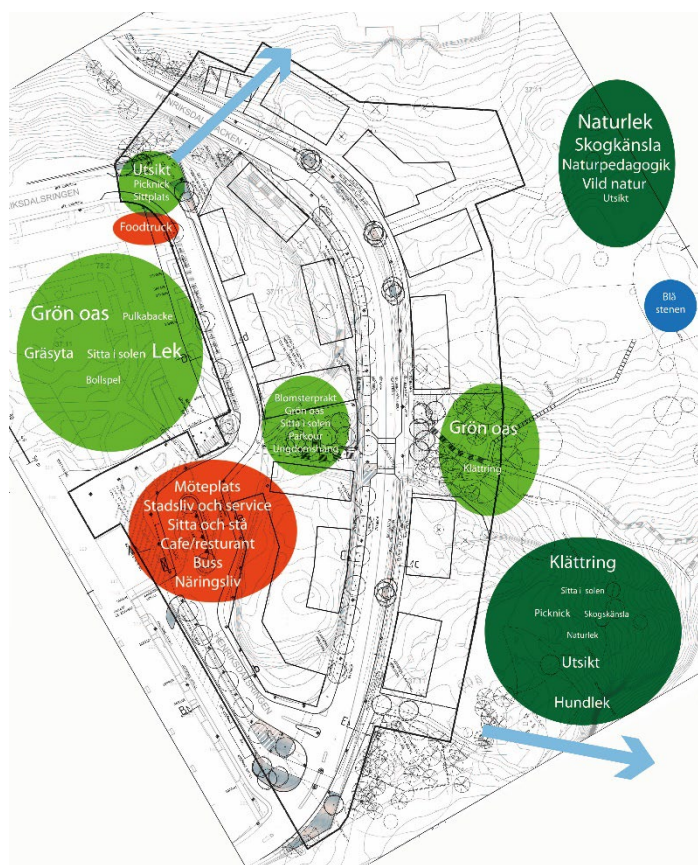 HENRIKSDALSBACKEN
Naturlek
Skogkänsla
Naturpedagogik
Vild natur
Utsikt
Utsikt
Picknick
Sittplats
Foodtruck
Blå
stenen
Grön oas Pulkabacke
Gräsyta Sitta i solen Lek
Bollspel
Blomsterprakt
Grön oas
Sitta i solen
Parkour
Ungdomshäng
Grön oas
Klättring
Möteplats
Stadsliv och service
Sitta och stå
Cafe/resturant
Buss
Näringsliv
Klättring
Sitta i solen
Picknick Skogskänsla
Naturlek
Utsikt
Hundlek